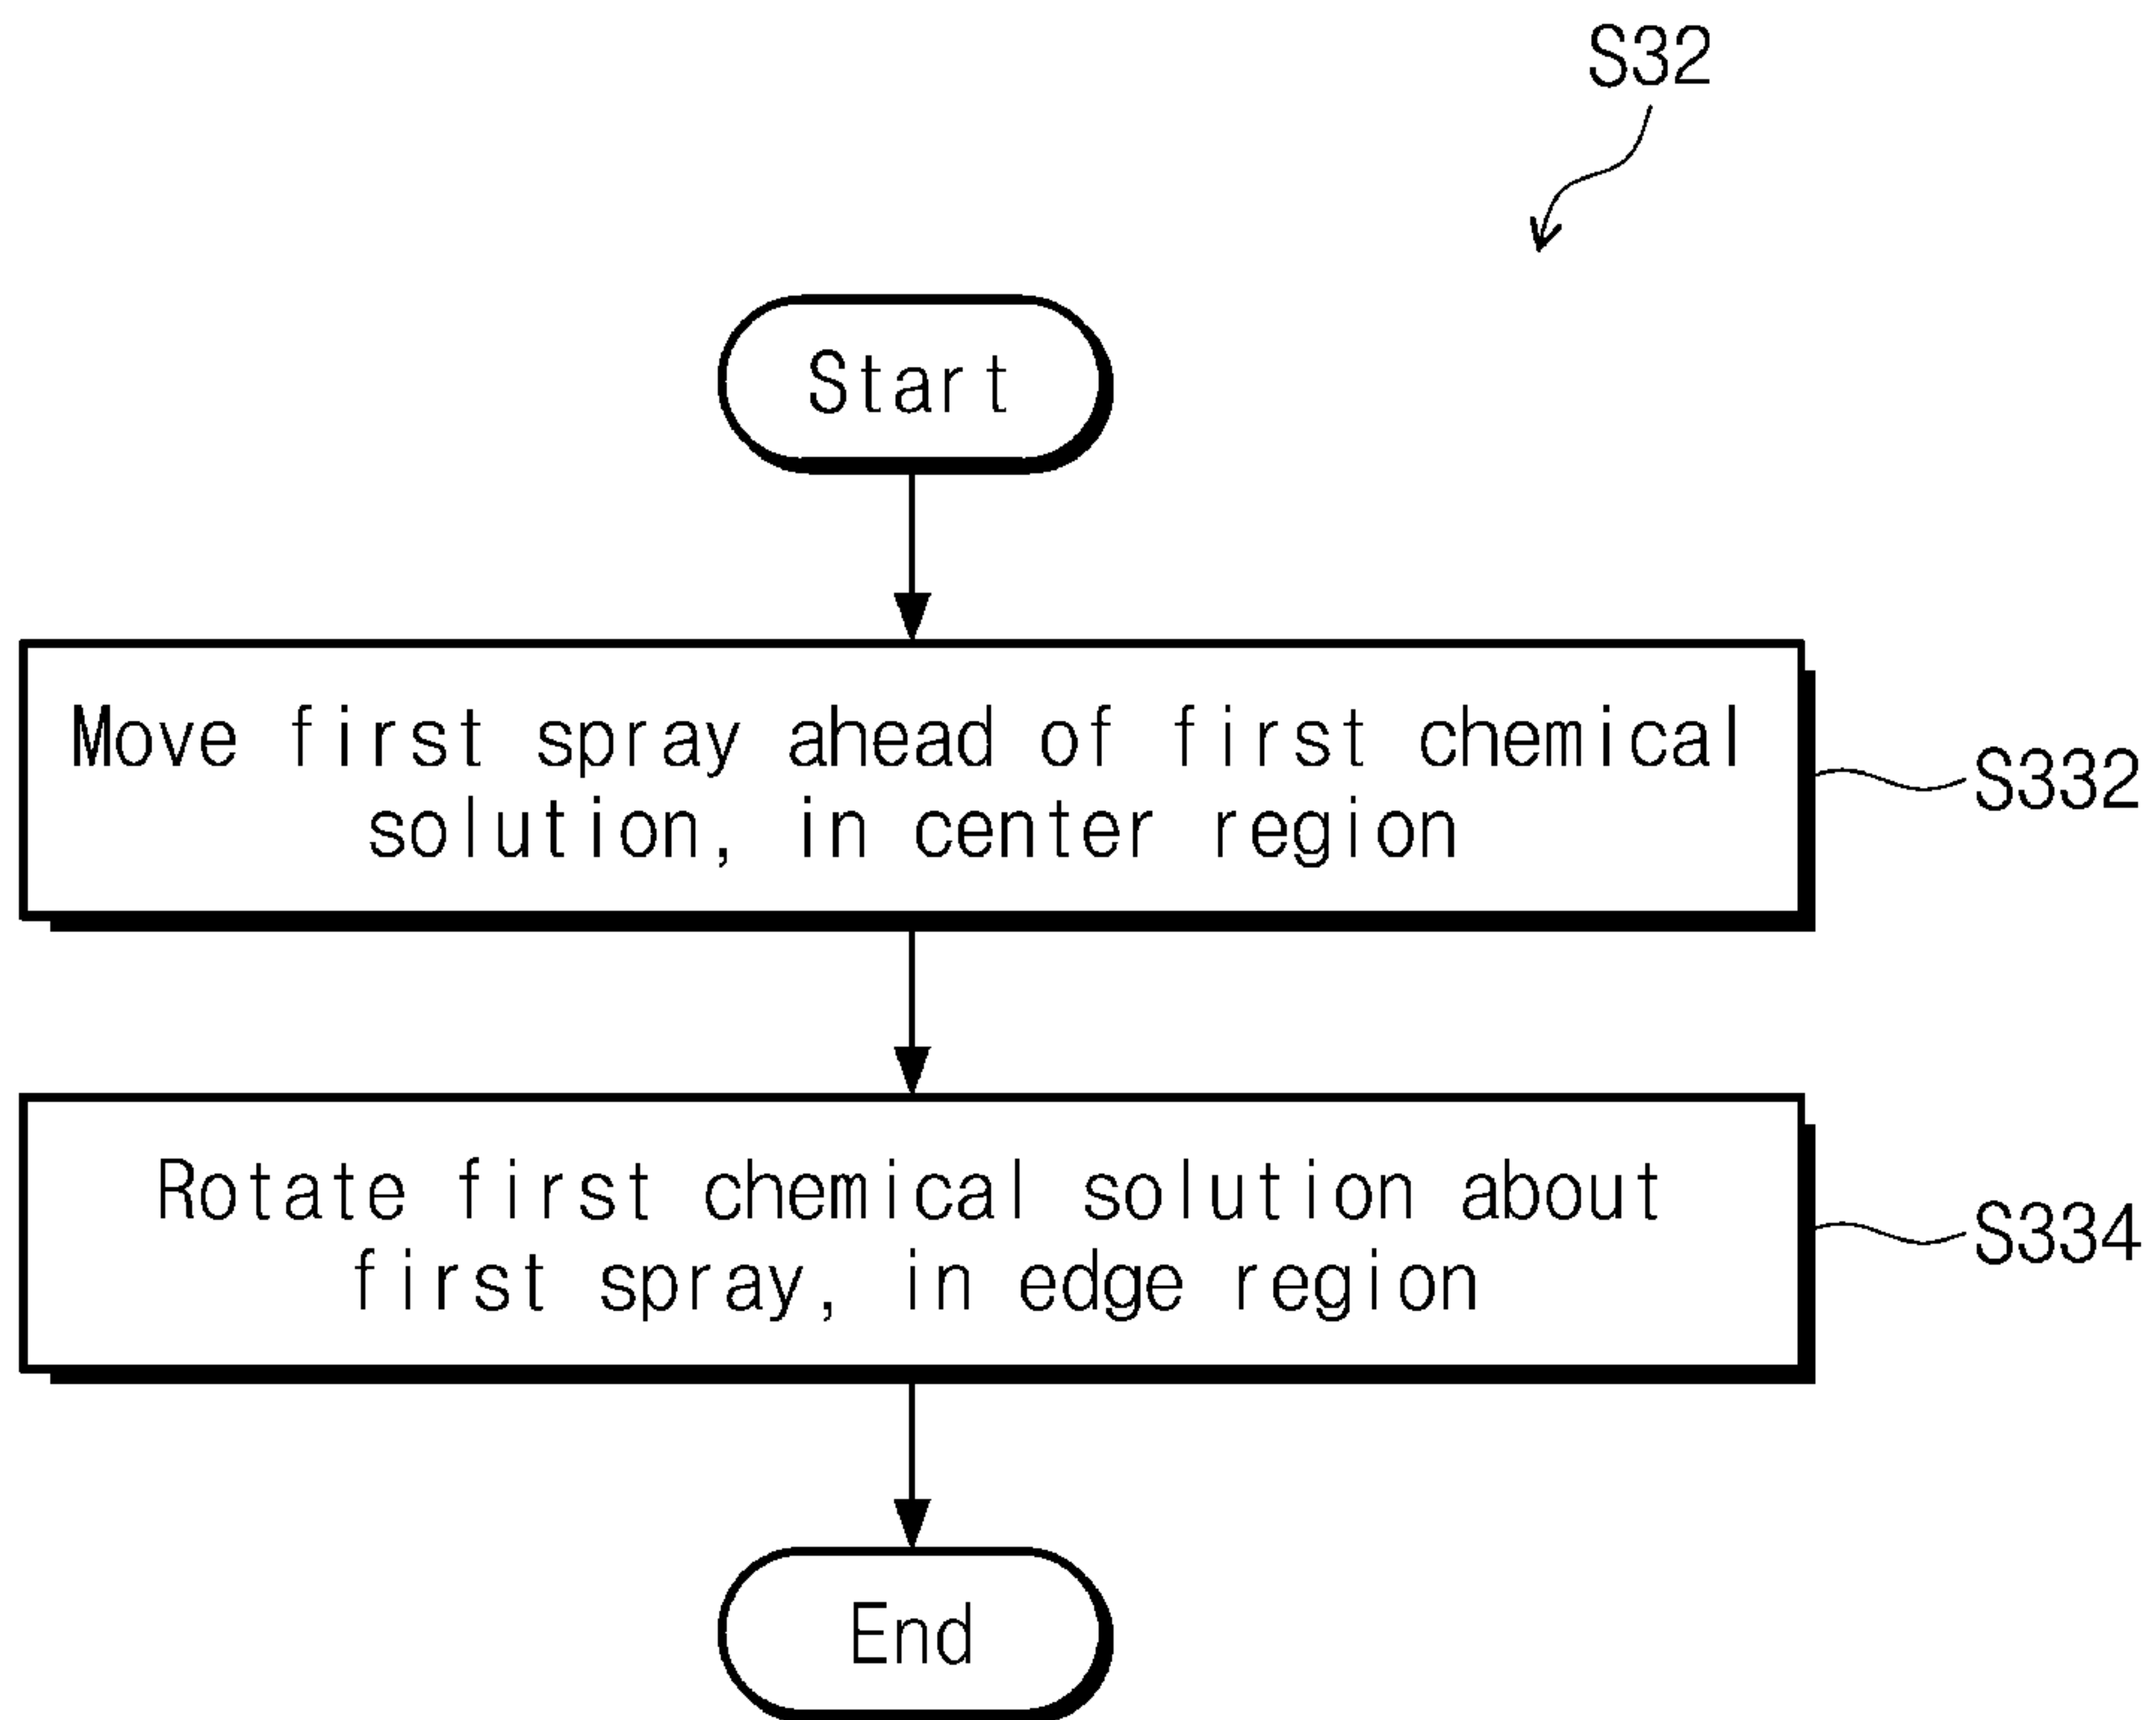 S32
Start
Move first spray ahead of first chemical
solution, in center region
S332
Rotate first chemical solution about
first spray, in edge region
S334
End